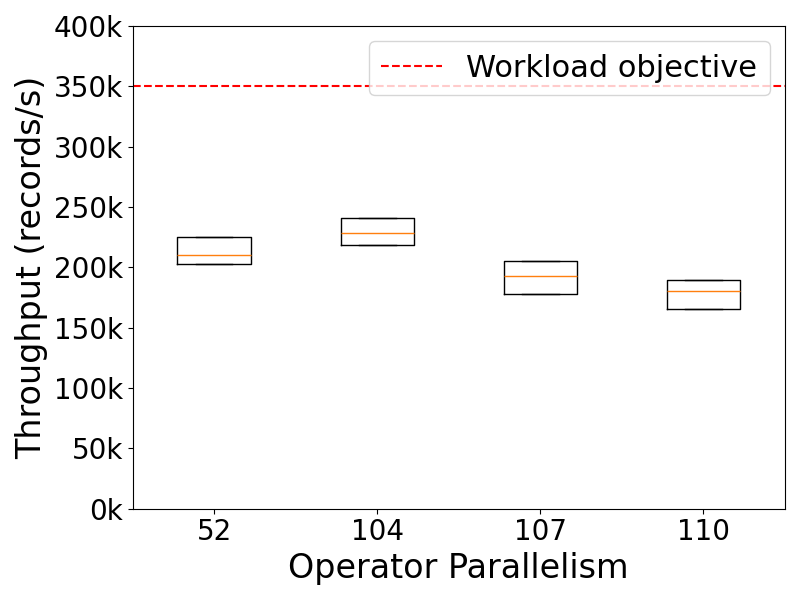 400k
350k
300k
250k
200k
150k
100k
50k
0k
Throughput (records/s)
Workload objective
52 104 107 110
Operator Parallelism